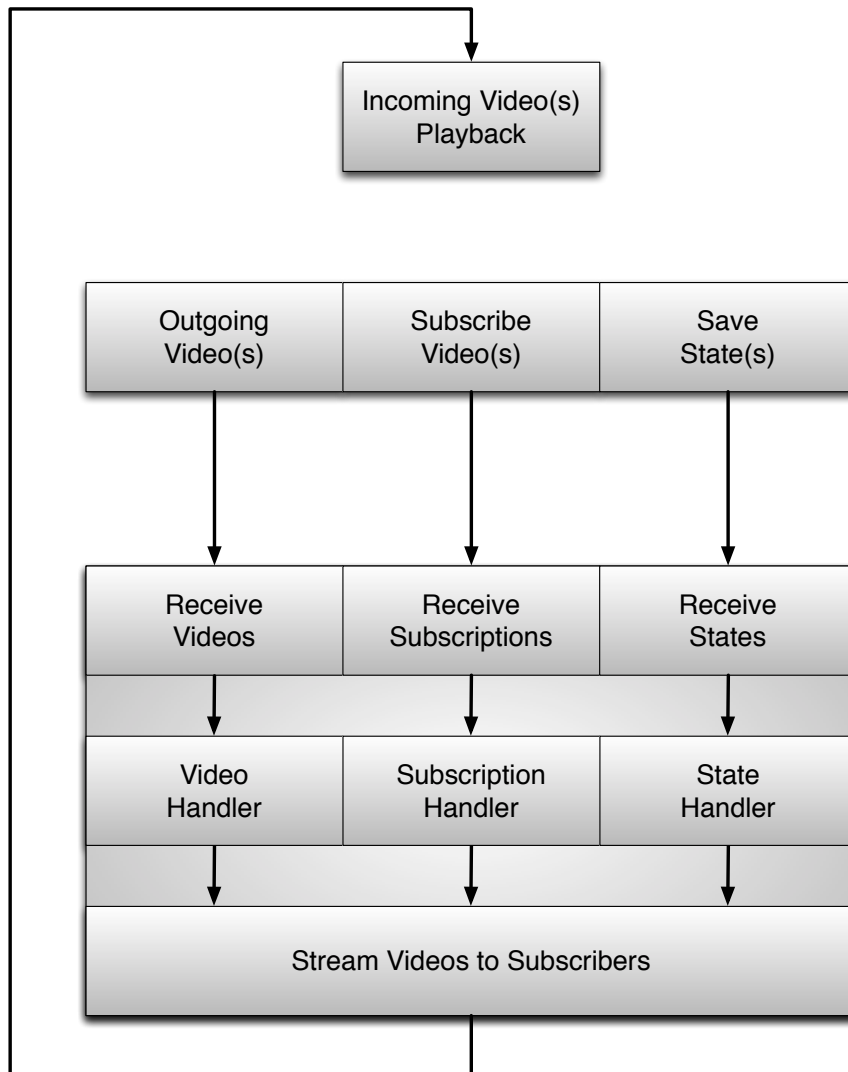 Incoming Video(s)
Playback
Outgoing
Video(s)
Subscribe
Video(s)
Save
State(s)
Receive
Videos
Receive
Subscriptions
Receive
States
Video
Handler
Subscription
Handler
State
Handler
Stream Videos to Subscribers